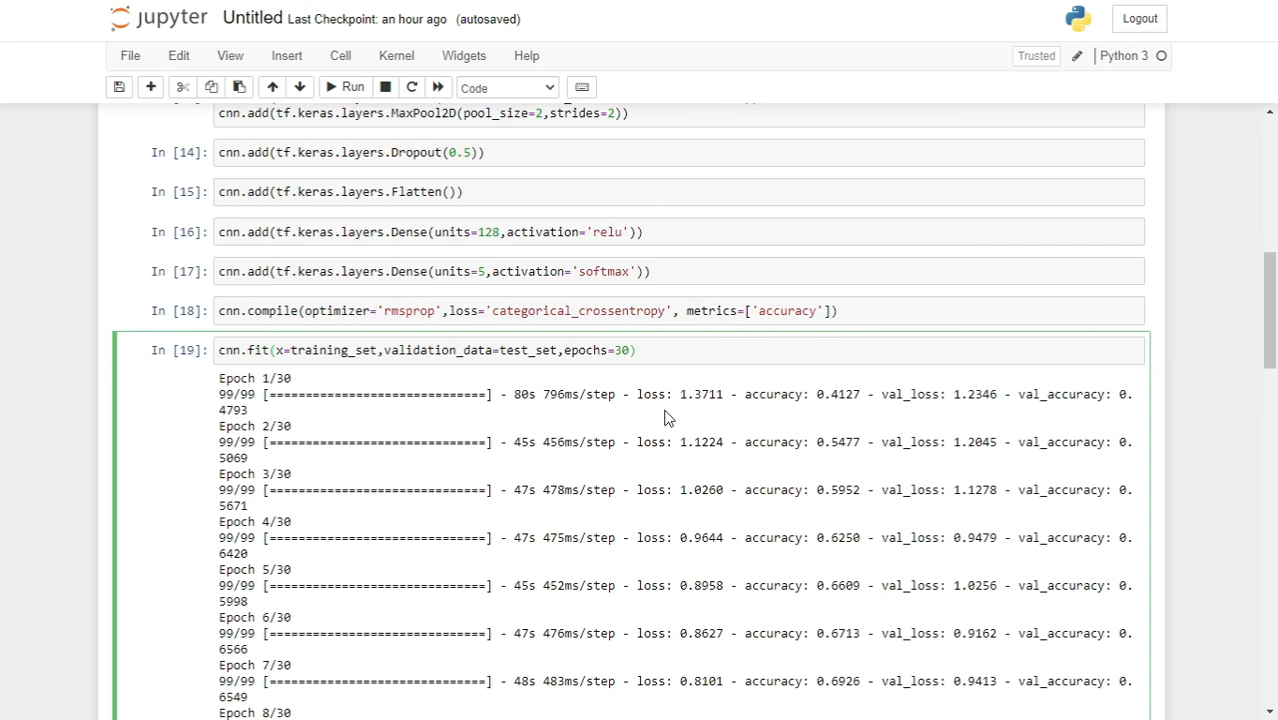 jupyter Untitled Last Checkpoint: an hour ago (autosaved) Logout
File Edit View Insert Cell Kernel Widgets Help Trusted Python 3
Run Code
cnn.add(tf.keras.layers.MaxPool2D(pool_size=2,strides=2))
In [14]: cnn.add(tf.keras.layers.Dropout(0.5))
In [15]: cnn.add(tf.keras.layers.Flatten())
In [16]: cnn.add(tf.keras.layers.Dense(units=128,activation='relu'))
In [17]: cnn.add(tf.keras.layers.Dense(units=5,activation='softmax'))
In [18]: cnn.compile(optimizer='rmsprop',loss='categorical_crossentropy', metrics=['accuracy'])
In [19]: cnn.fit(x=training_set,validation_data=test_set,epochs=30)
Epoch 1/30
99/99 [==============================] - 80s 796ms/step - loss: 1.3711 - accuracy: 0.4127 - val_loss: 1.2346 - val_accuracy: 0.
4793
Epoch 2/30
99/99 [==============================] - 45s 456ms/step - loss: 1.1224 - accuracy: 0.5477 - val_loss: 1.2045 - val_accuracy: 0.
5069
Epoch 3/30
99/99 [==============================] - 47s 478ms/step - loss: 1.0260 - accuracy: 0.5952 - val_loss: 1.1278 - val_accuracy: 0.
5671
Epoch 4/30
99/99 [==============================] - 47s 475ms/step - loss: 0.9644 - accuracy: 0.6250 - val_loss: 0.9479 - val_accuracy: 0.
6420
Epoch 5/30
99/99 [==============================] - 45s 452ms/step - loss: 0.8958 - accuracy: 0.6609 - val_loss: 1.0256 - val_accuracy: 0.
5998
Epoch 6/30
99/99 [==============================] - 47s 476ms/step - loss: 0.8627 - accuracy: 0.6713 - val_loss: 0.9162 - val_accuracy: 0.
6566
Epoch 7/30
99/99 [==============================] - 48s 483ms/step - loss: 0.8101 - accuracy: 0.6926 - val_loss: 0.9413 - val_accuracy: 0.
6549
Epoch 8/30